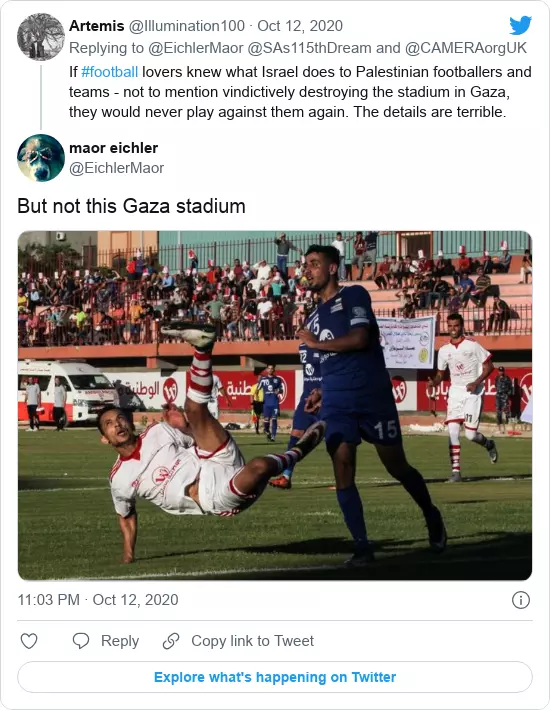 Artemis @Illumination100 · Oct 12, 2020
Replying to @EichlerMaor @SAs115thDream and @CAMERAorgUK
If #football lovers knew what Israel does to Palestinian footballers and
teams - not to mention vindictively destroying the stadium in Gaza,
they would never play against them again. The details are terrible.
maor eichler
@EichlerMaor
But not this Gaza stadium
الوطنية
15
15
11:03 PM · Oct 12, 2020
Reply
Copy link to Tweet
Explore what's happening on Twitter